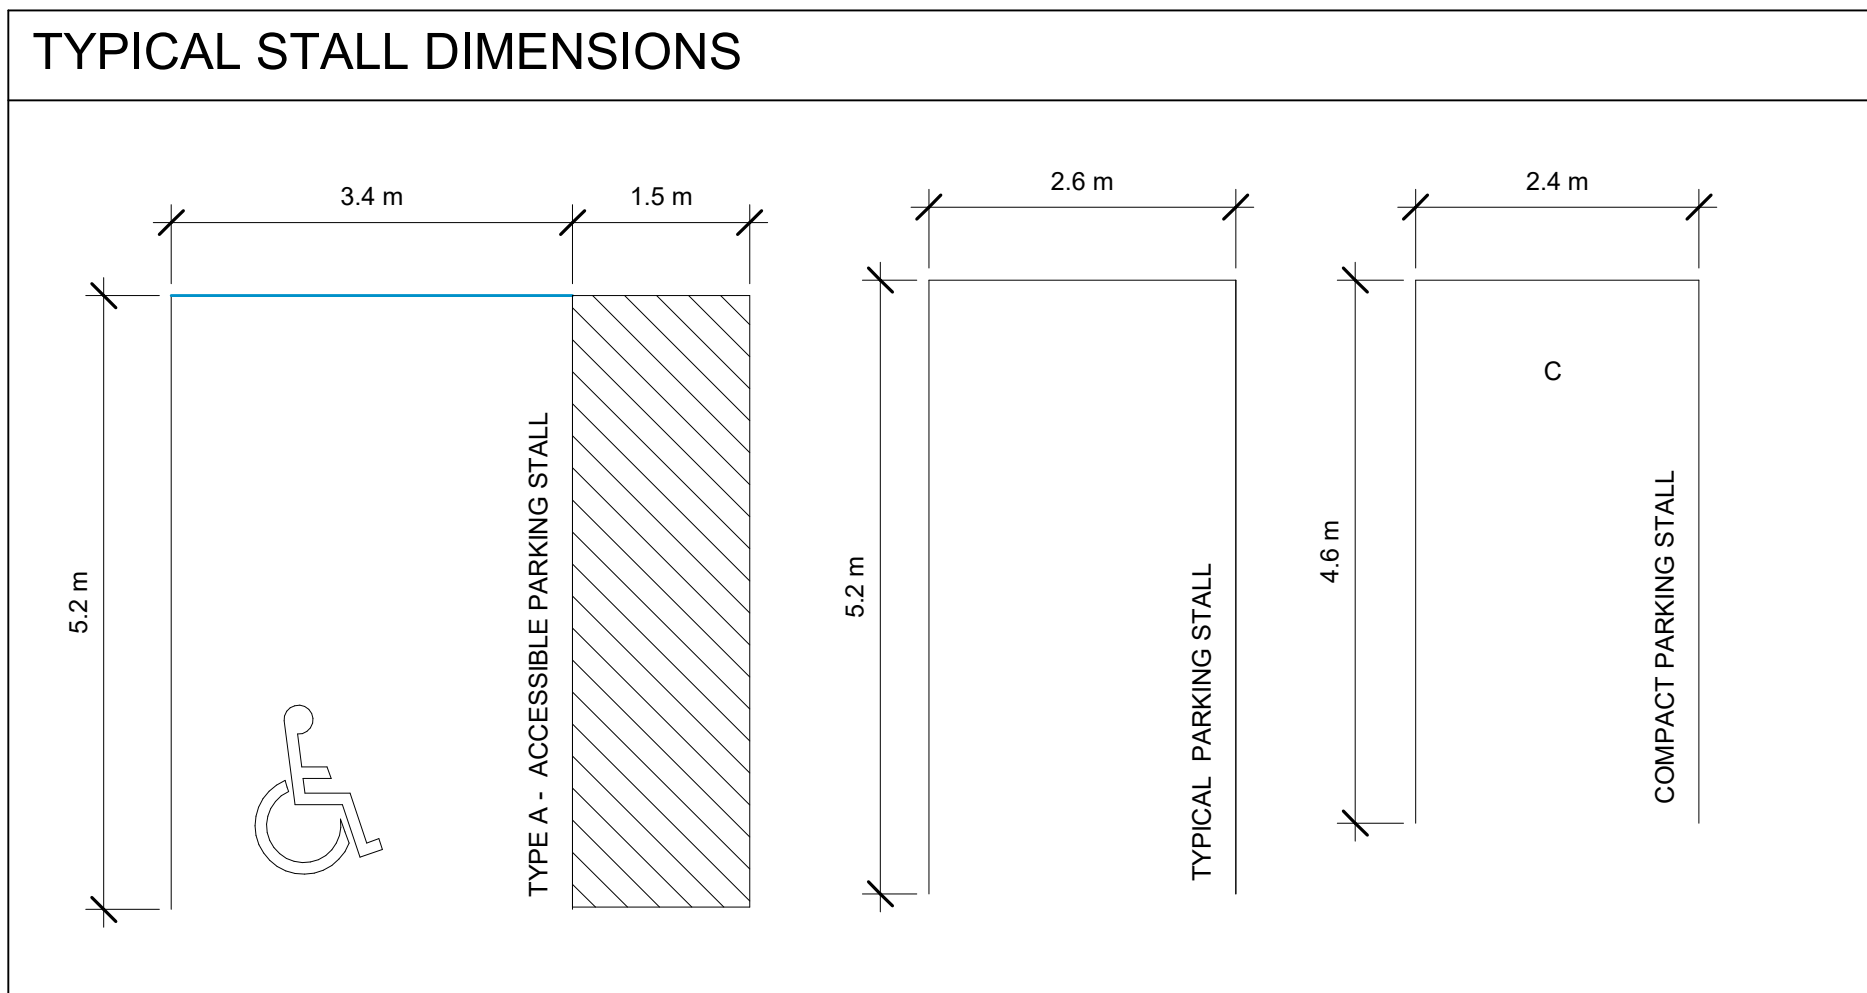 TYPICAL STALL DIMENSIONS
3.4 m
1.5 m
5.2 m
TYPE A - ACCESSIBLE PARKING STALL
2.6 m
5.2 m
TYPICAL PARKING STALL
2.4 m
4.6 m
C
COMPACT PARKING STALL